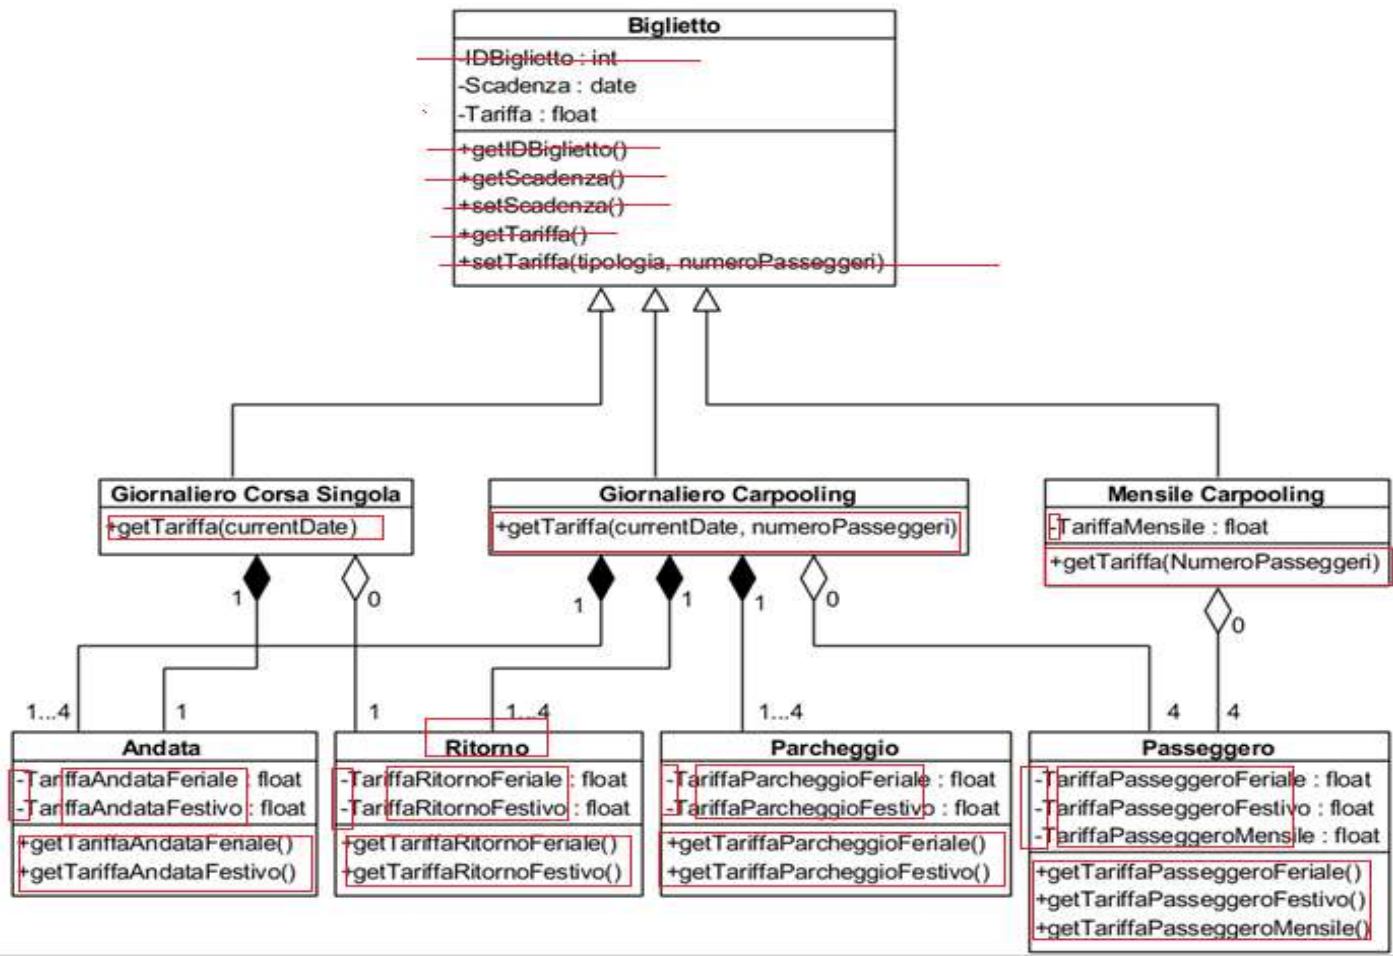 Biglietto
-IDBiglietto : int
-Scadenza : date
-Tariffa : float
+getIDBiglietto()
+getScadenza()
+setScadenza()
+getTariffa()
+setTariffa(tipologia, numeroPasseggeri)
Giornaliero Corsa Singola
+getTariffa(currentDate)
Giornaliero Carpooling
+getTariffa(currentDate, numeroPasseggeri)
Mensile Carpooling
-TariffaMensile : float
+getTariffa(NumeroPasseggeri)
1 0 1 1 1 0 0
1...4 1 1 1...4 1...4 4 4
Andata
-TariffaAndataFeriale : float
-TariffaAndataFestivo : float
+getTariffaAndataFeriale()
+getTariffaAndataFestivo()
Ritorno
-TariffaRitornoFeriale : float
-TariffaRitornoFestivo : float
+getTariffaRitornoFeriale()
+getTariffaRitornoFestivo()
Parcheggio
-TariffaParcheggioFeriale : float
-TariffaParcheggioFestivo : float
+getTariffaParcheggioFeriale()
+getTariffaParcheggioFestivo()
Passeggero
-TariffaPasseggeroFeriale : float
-TariffaPasseggeroFestivo : float
-TariffaPasseggeroMensile : float
+getTariffaPasseggeroFeriale()
+getTariffaPasseggeroFestivo()
+getTariffaPasseggeroMensile()